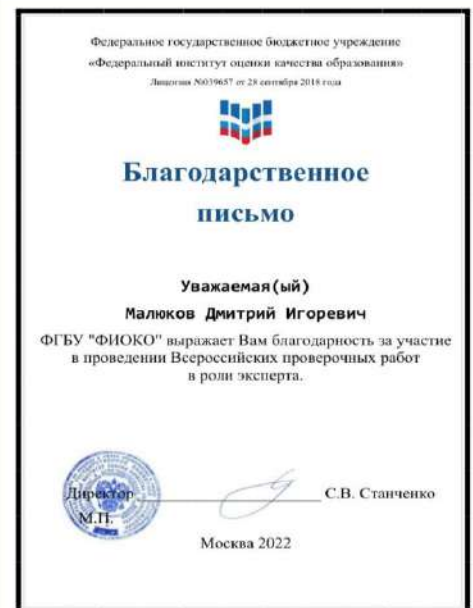 Федеральное государственное бюджетное учреждение
«Федеральный институт оценки качества образования»
Лицензия №039657 от 28 сентября 2018 года
Благодарственное
письмо
Уважаемая(ый)
Малюков Дмитрий Игоревич
ФГБУ "ФИОКО" выражает Вам благодарность за участие
в проведении Всероссийских проверочных работ
в роли эксперта.
Директор С.В. Станченко
М.П.
Москва 2022